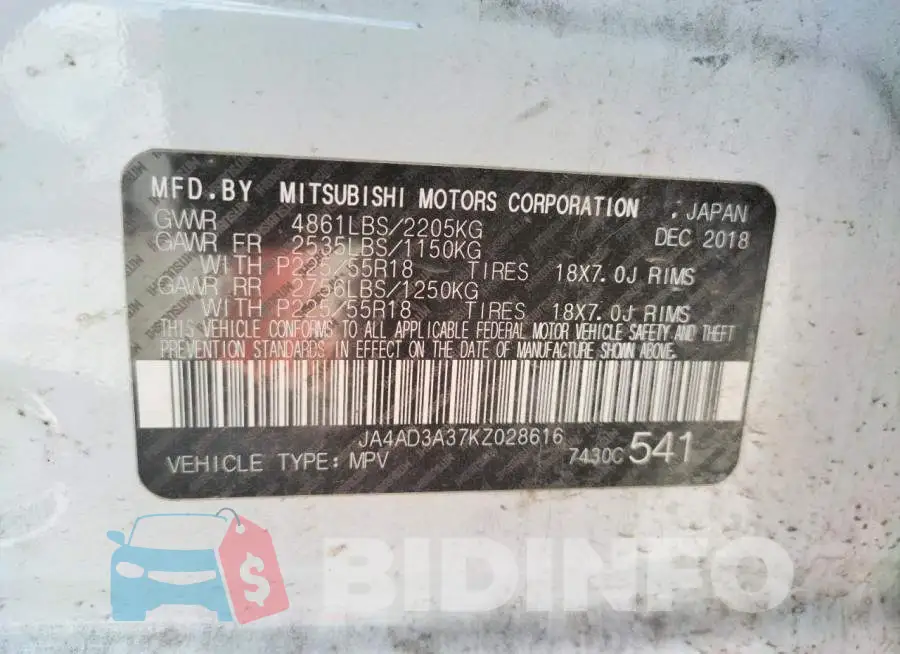 MFD.BY MITSUBISHI MOTORS CORPORATION : JAPAN
GVWR 4861LBS/2205KG DEC 2018
GAWR FR 2535LBS/1150KG
WITH P225/55R18 TIRES 18X7.0J RIMS
GAWR RR 2756LBS/1250KG
WITH P225/55R18 TIRES 18X7.0J RIMS
THIS VEHICLE CONFORMS TO ALL APPLICABLE FEDERAL MOTOR VEHICLE SAFETY AND THEFT
PREVENTION STANDARDS IN EFFECT ON THE DATE OF MANUFACTURE SHOWN ABOVE.
JA4AD3A37KZ028616
VEHICLE TYPE: MPV 7430C 541
$ BIDINFO